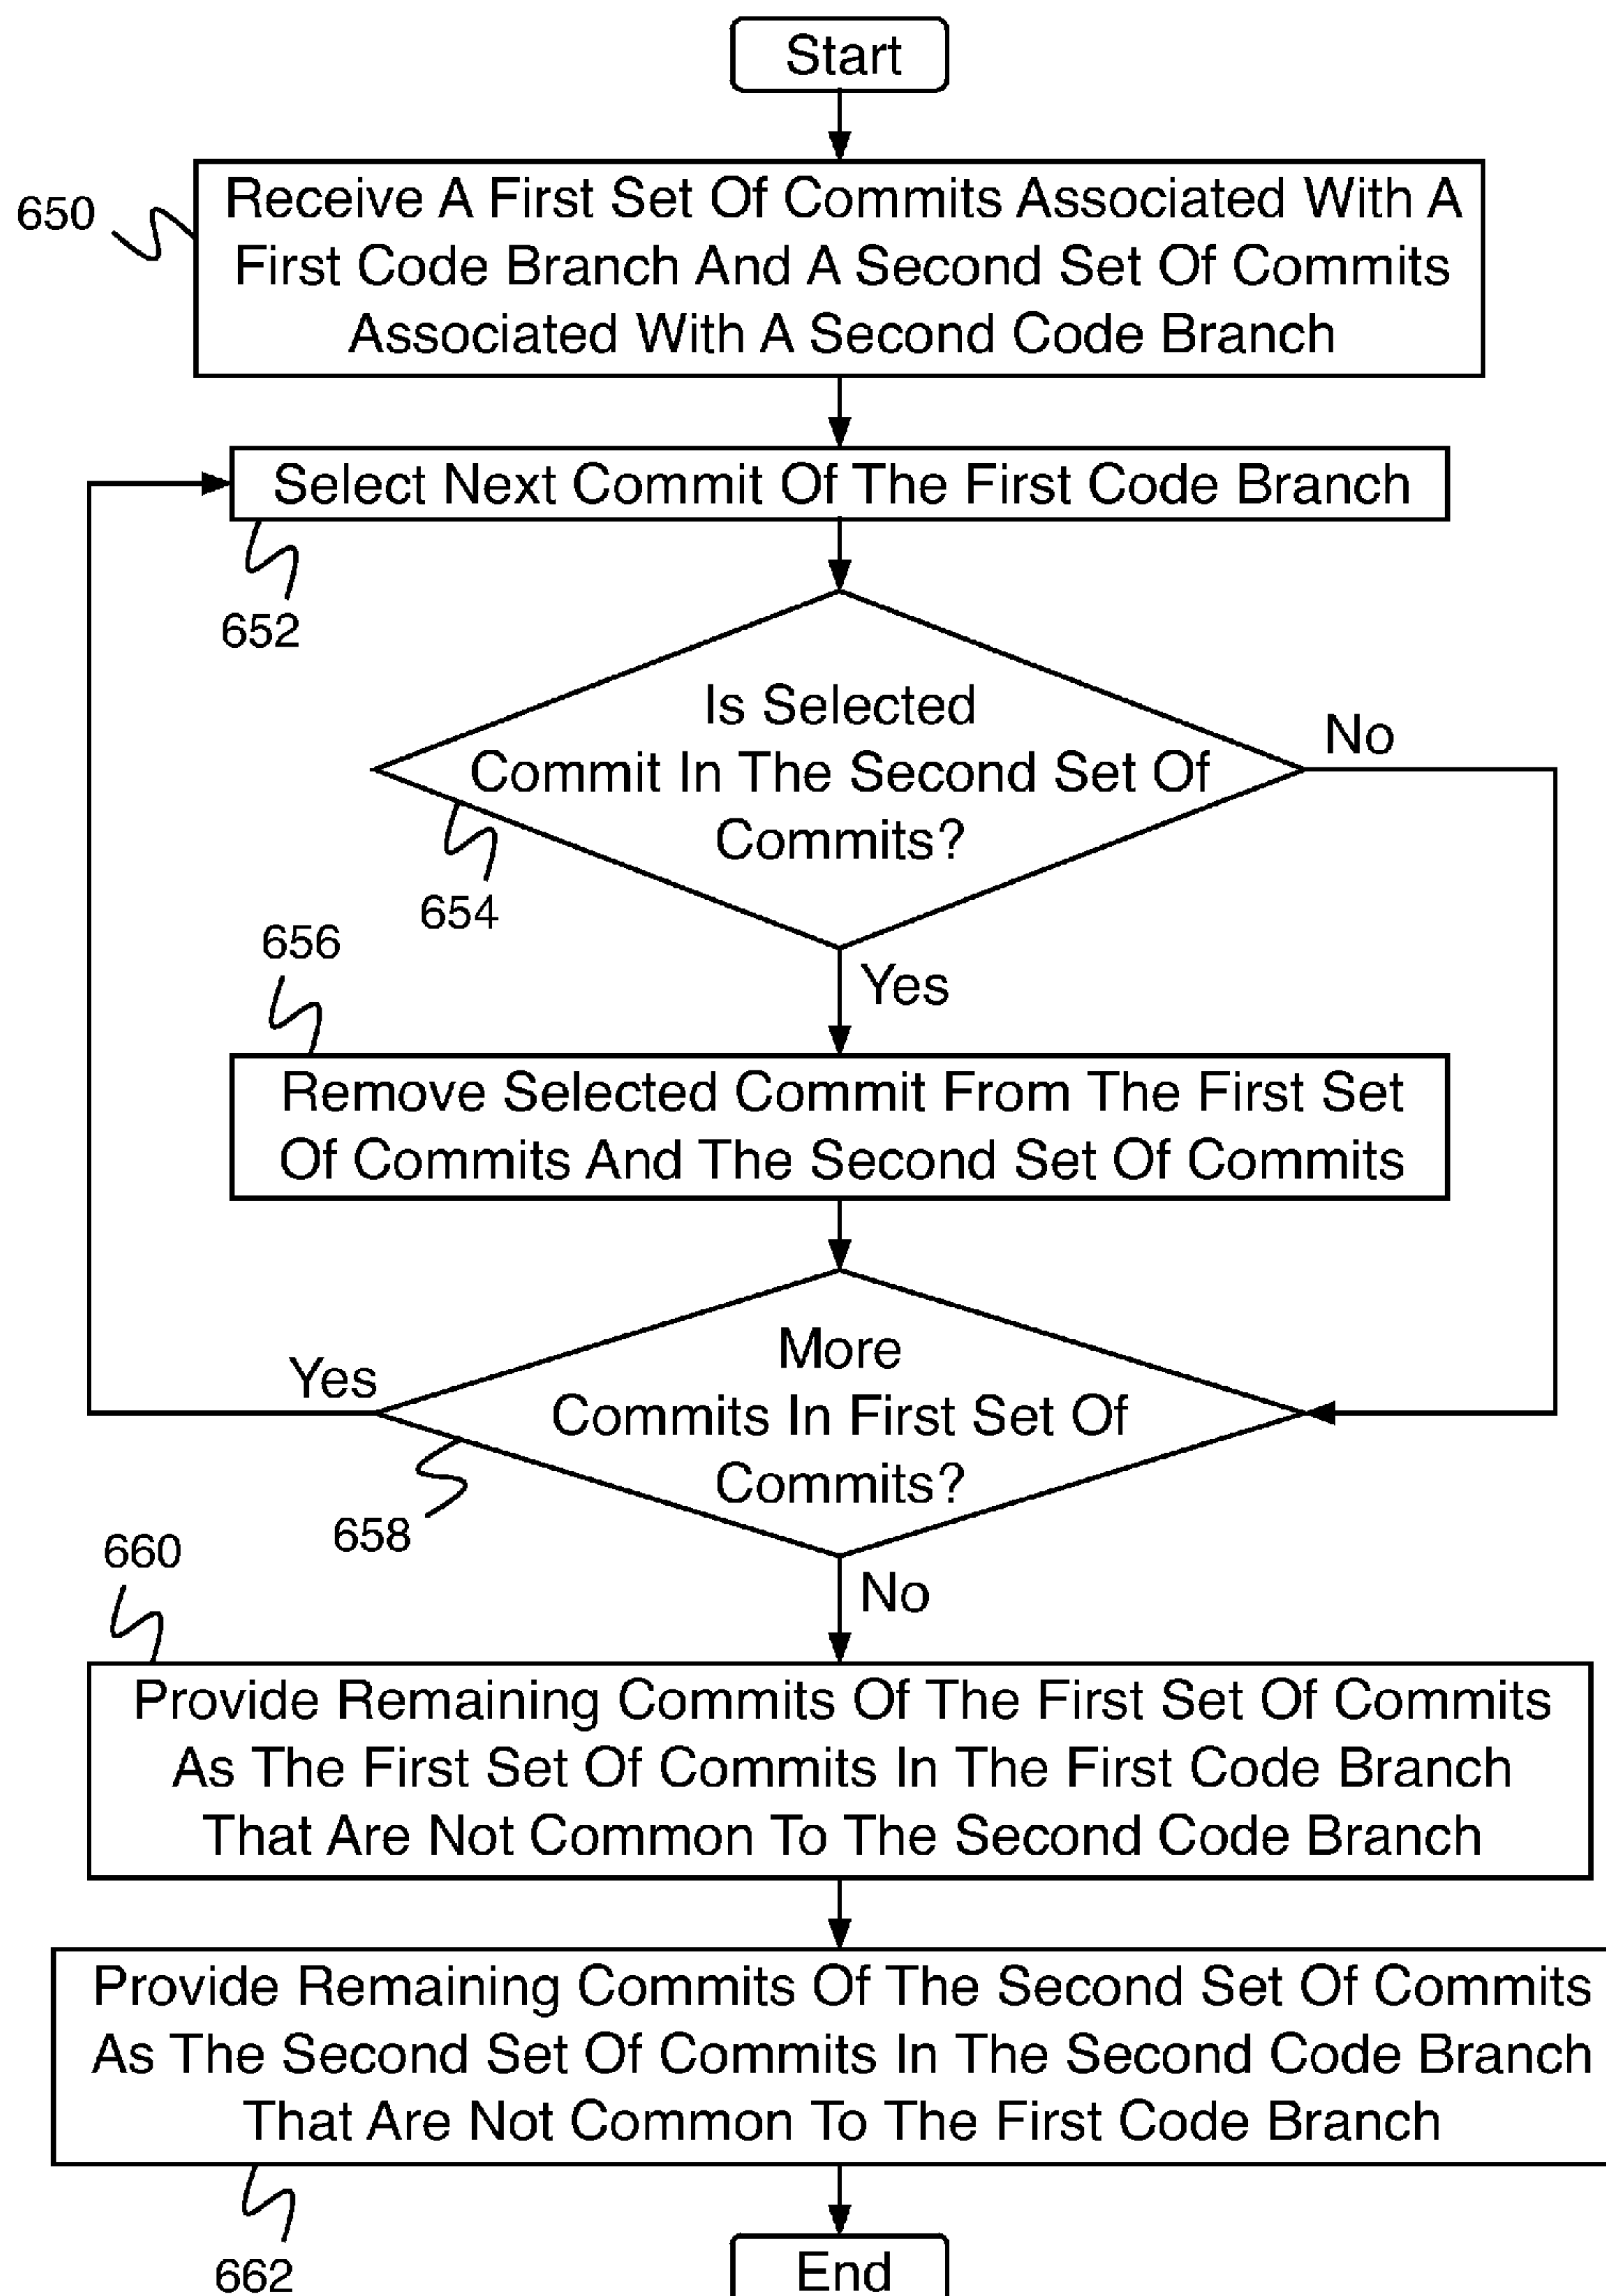 Start
650
Receive A First Set Of Commits Associated With A
First Code Branch And A Second Set Of Commits
Associated With A Second Code Branch
Select Next Commit Of The First Code Branch
652
Is Selected
Commit In The Second Set Of
Commits?
No
654
656
Yes
Remove Selected Commit From The First Set
Of Commits And The Second Set Of Commits
More
Commits In First Set Of
Commits?
Yes
658
660
No
Provide Remaining Commits Of The First Set Of Commits
As The First Set Of Commits In The First Code Branch
That Are Not Common To The Second Code Branch
Provide Remaining Commits Of The Second Set Of Commits
As The Second Set Of Commits In The Second Code Branch
That Are Not Common To The First Code Branch
662
End